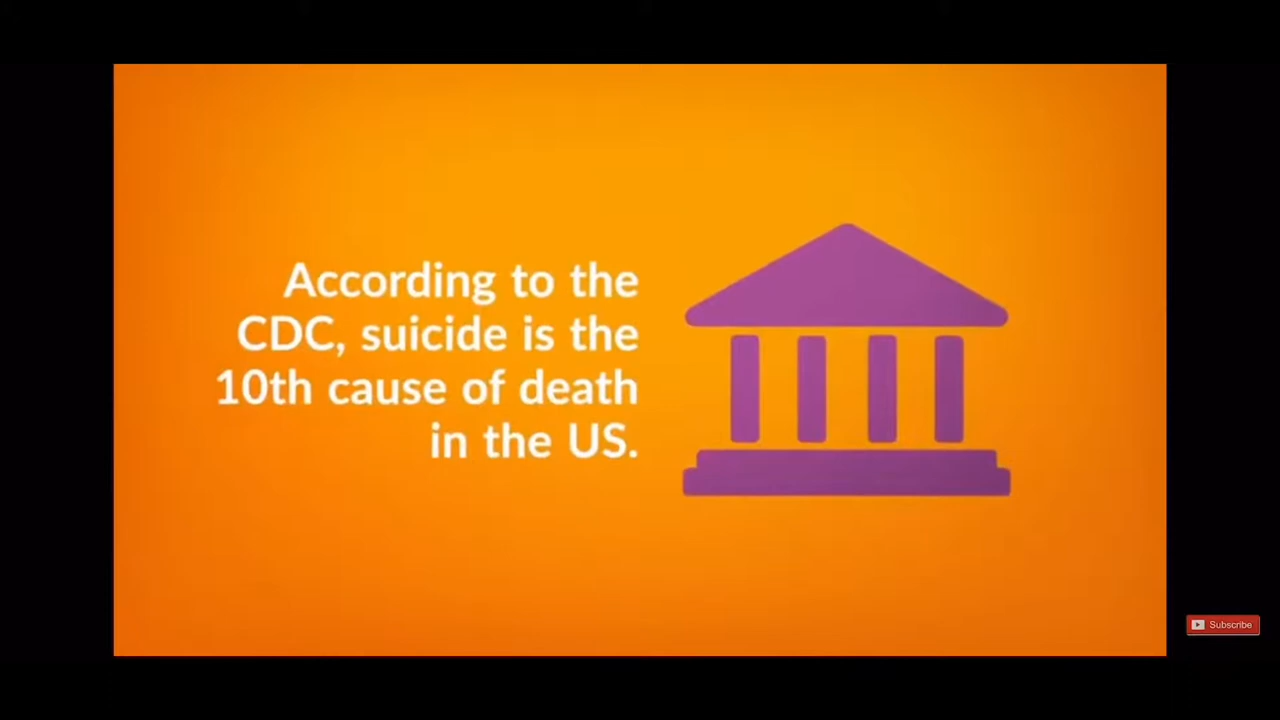 According to the
CDC, suicide is the
10th cause of death
in the US.
Subscribe